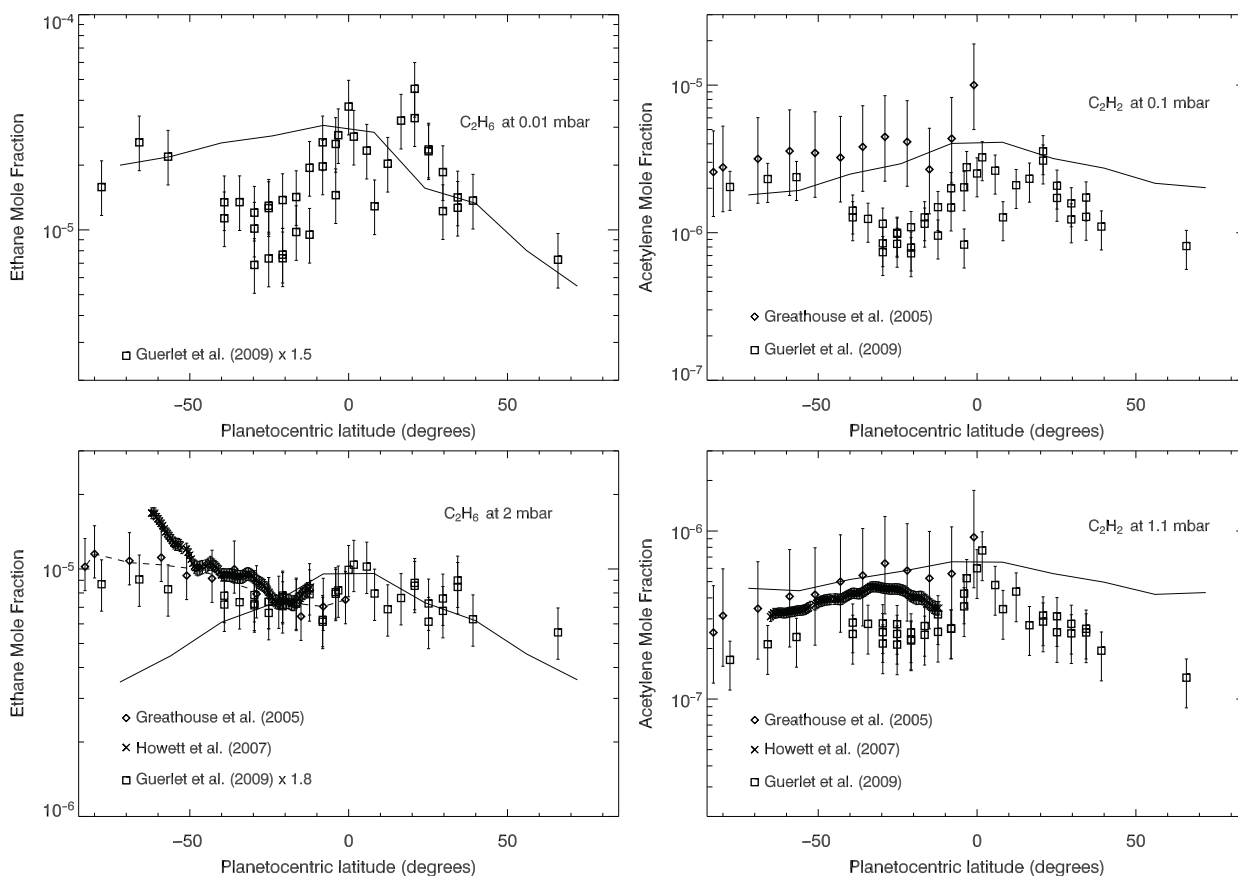 10⁻⁴
C₂H₆ at 0.01 mbar
10⁻⁵
Ethane Mole Fraction
Guerlet et al. (2009) x 1.5
−50 0 50
Planetocentric latitude (degrees)
10⁻⁵
C₂H₂ at 0.1 mbar
10⁻⁶
Acetylene Mole Fraction
Greathouse et al. (2005)
Guerlet et al. (2009)
10⁻⁷
−50 0 50
Planetocentric latitude (degrees)
C₂H₆ at 2 mbar
10⁻⁵
Ethane Mole Fraction
Greathouse et al. (2005)
Howett et al. (2007)
Guerlet et al. (2009) x 1.8
10⁻⁶
−50 0 50
Planetocentric latitude (degrees)
C₂H₂ at 1.1 mbar
10⁻⁶
Acetylene Mole Fraction
10⁻⁷
Greathouse et al. (2005)
Howett et al. (2007)
Guerlet et al. (2009)
−50 0 50
Planetocentric latitude (degrees)